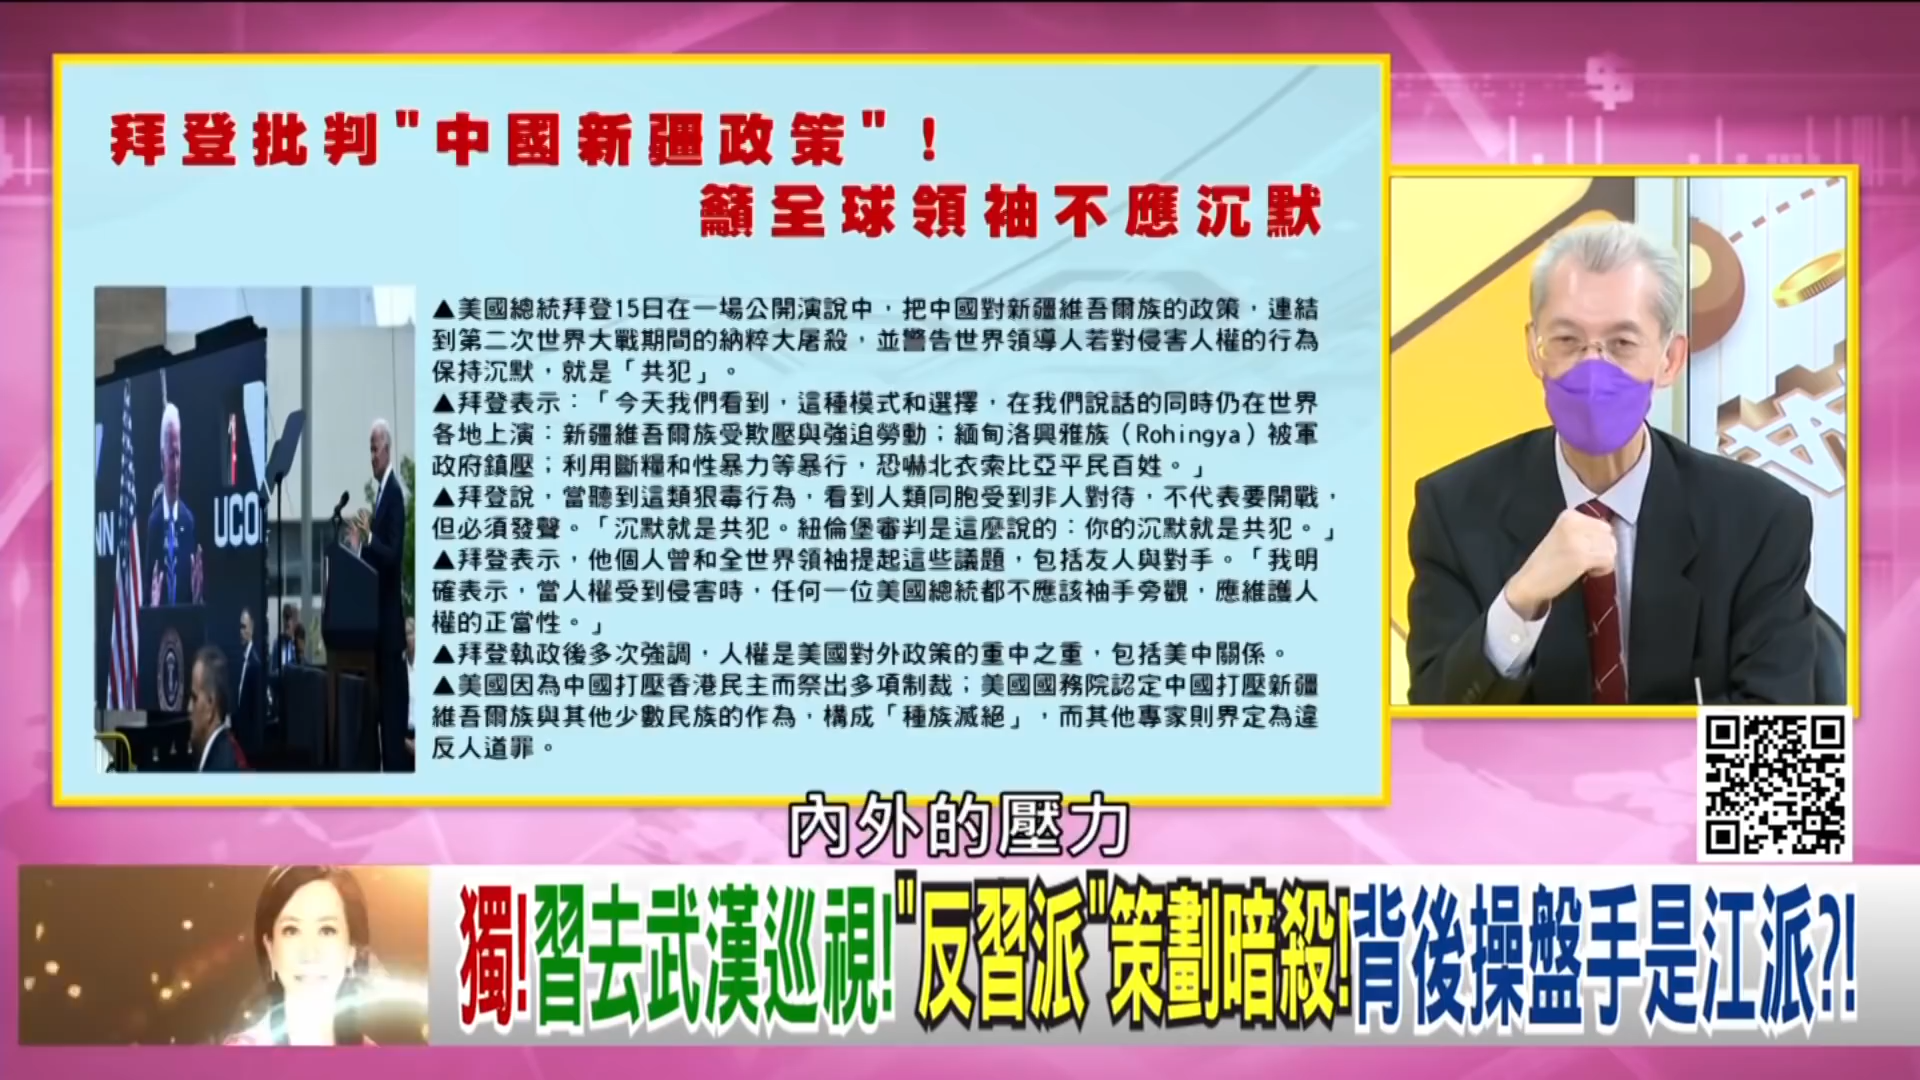 拜登批判"中國新疆政策"！
籲全球領袖不應沉默
▲美國總統拜登15日在一場公開演說中，把中國對新疆維吾爾族的政策，連結
到第二次世界大戰期間的納粹大屠殺，並警告世界領導人若對侵害人權的行為
保持沉默，就是「共犯」。
▲拜登表示：「今天我們看到，這種模式和選擇，在我們說話的同時仍在世界
各地上演：新疆維吾爾族受欺壓與強迫勞動；緬甸洛興雅族（Rohingya）被軍
政府鎮壓；利用斷糧和性暴力等暴行，恐嚇北衣索比亞平民百姓。」
▲拜登說，當聽到這類狠毒行為，看到人類同胞受到非人對待，不代表要開戰，
但必須發聲。「沉默就是共犯。紐倫堡審判是這麼說的：你的沉默就是共犯。」
▲拜登表示，他個人曾和全世界領袖提起這些議題，包括友人與對手。「我明
確表示，當人權受到侵害時，任何一位美國總統都不應該袖手旁觀，應維護人
權的正當性。」
▲拜登執政後多次強調，人權是美國對外政策的重中之重，包括美中關係。
▲美國因為中國打壓香港民主而祭出多項制裁；美國國務院認定中國打壓新疆
維吾爾族與其他少數民族的作為，構成「種族滅絕」，而其他專家則界定為違
反人道罪。
NN
UCO
內外的壓力
獨!習去武漢巡視!"反習派"策劃暗殺!背後操盤手是江派?!